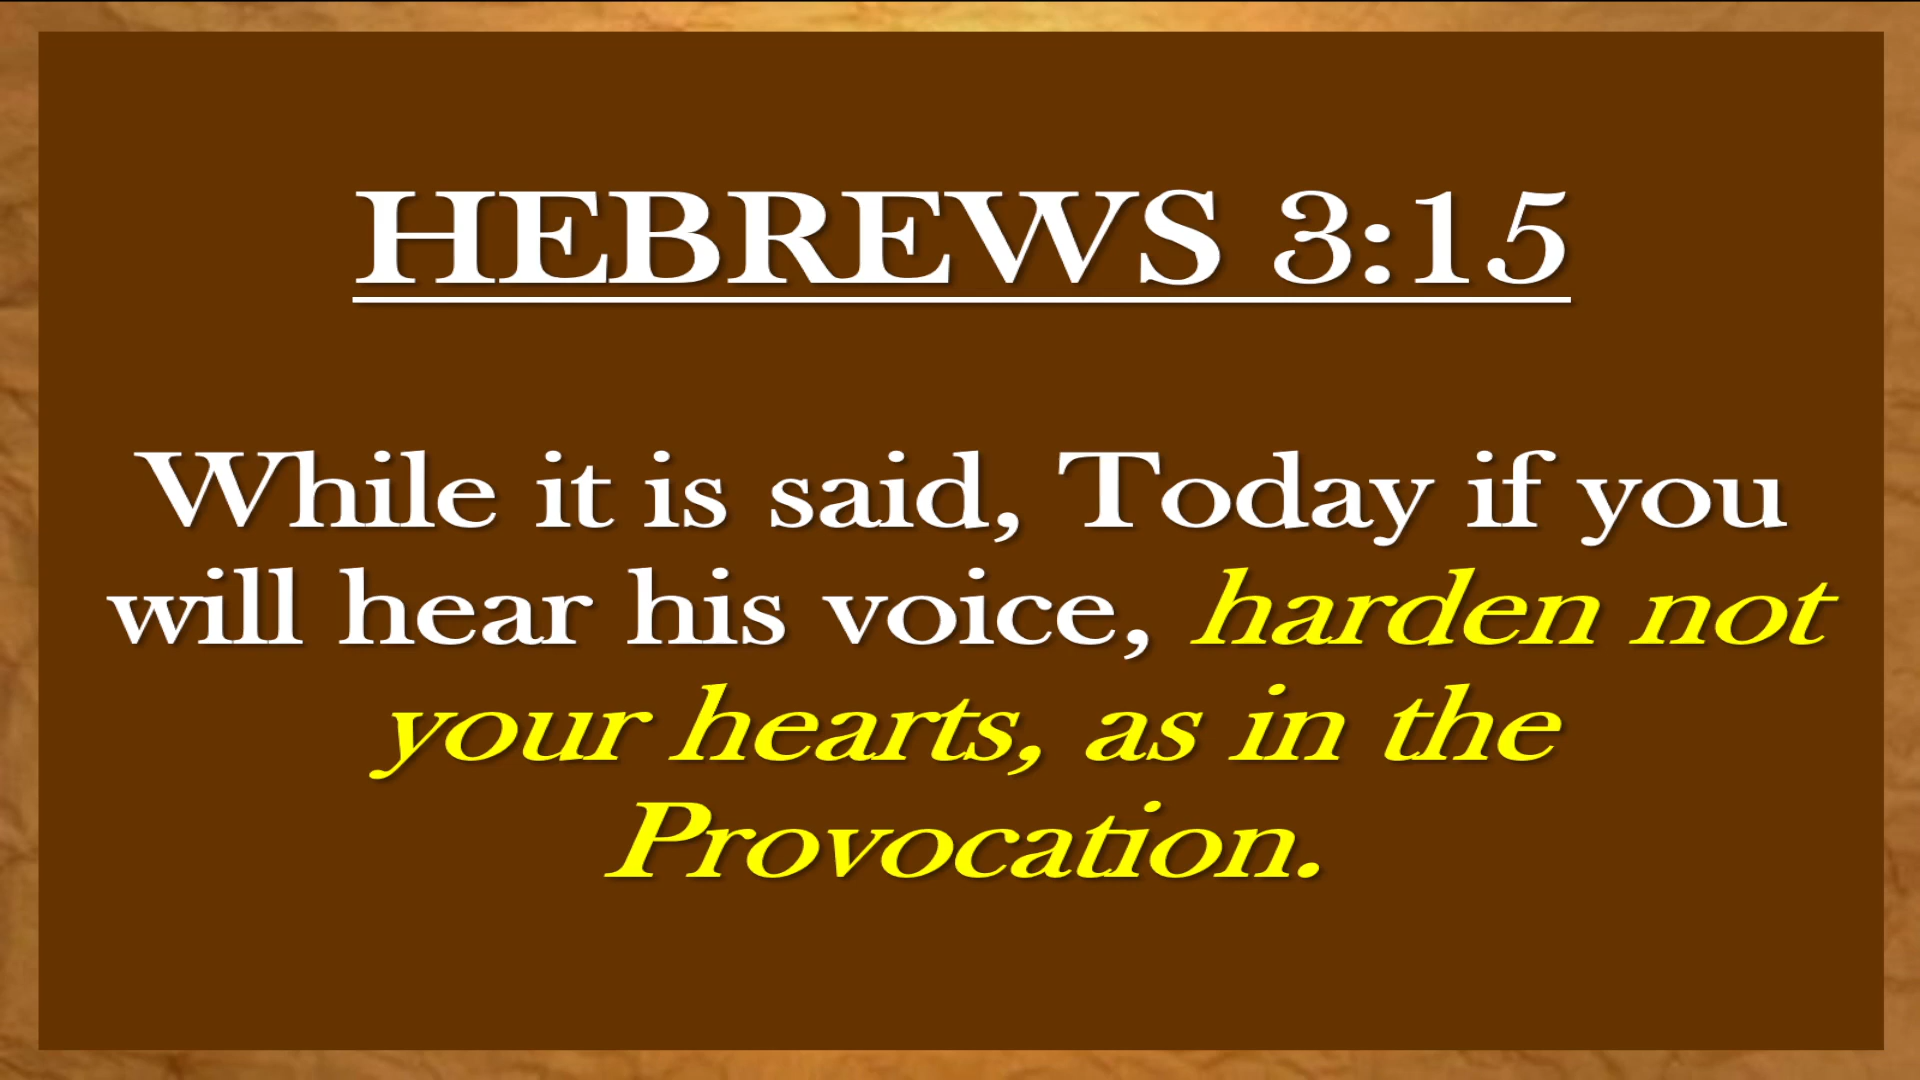 HEBREWS 3:15
While it is said, Today if you
will hear his voice, harden not
your hearts, as in the
Provocation.